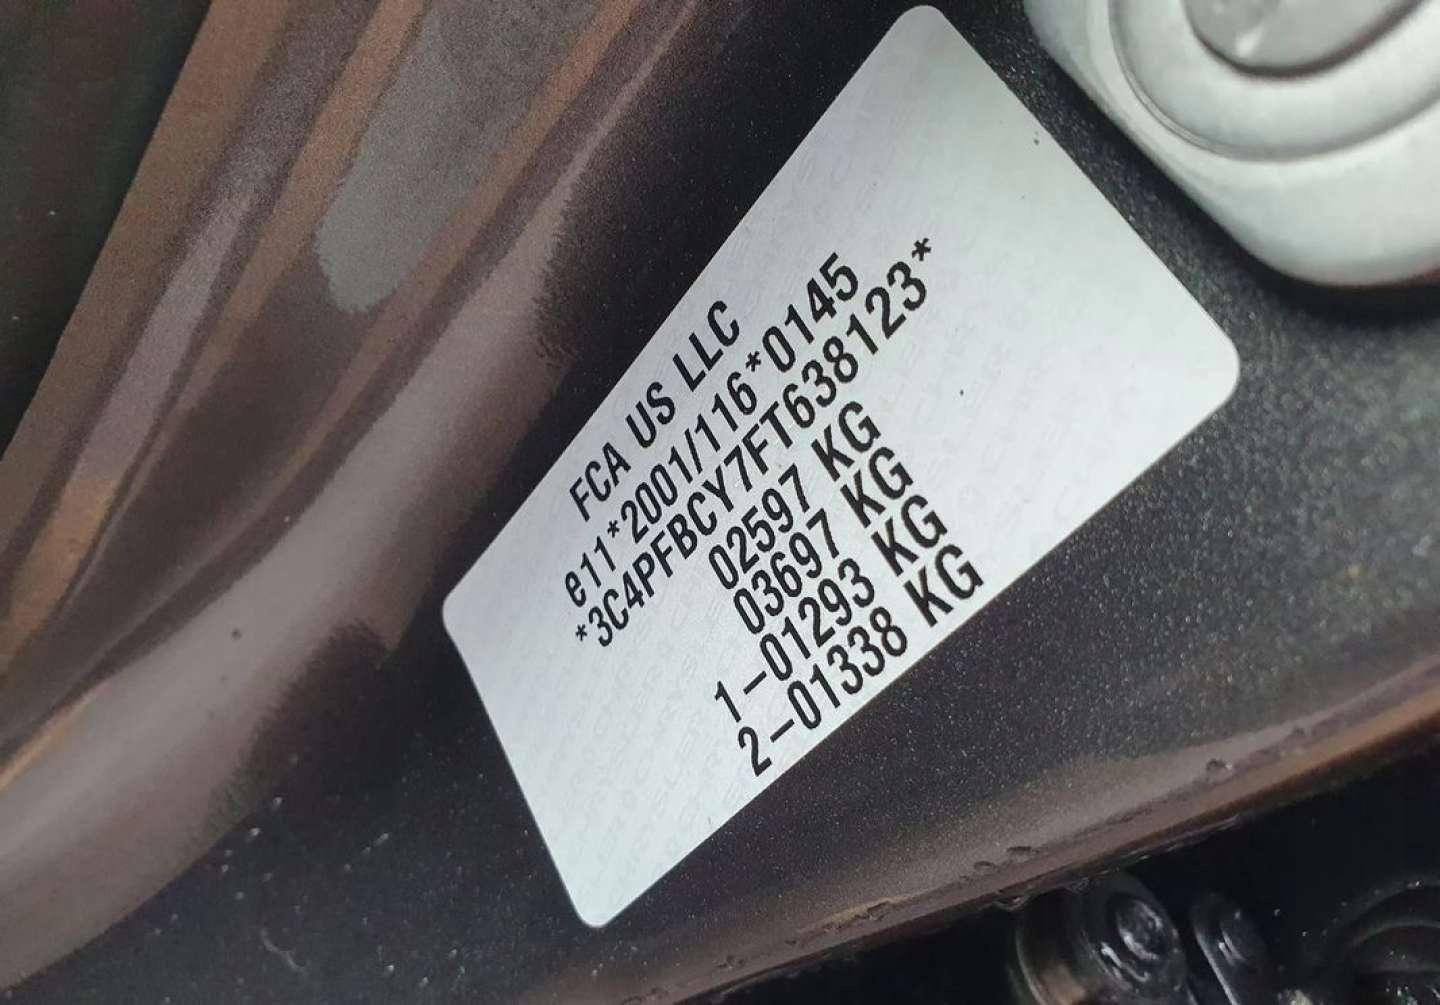 FCA US LLC
e11*2001/116*0145
*3C4PFBCY7FT638123*
02597 KG
03697 KG
1-01293 KG
2-01338 KG